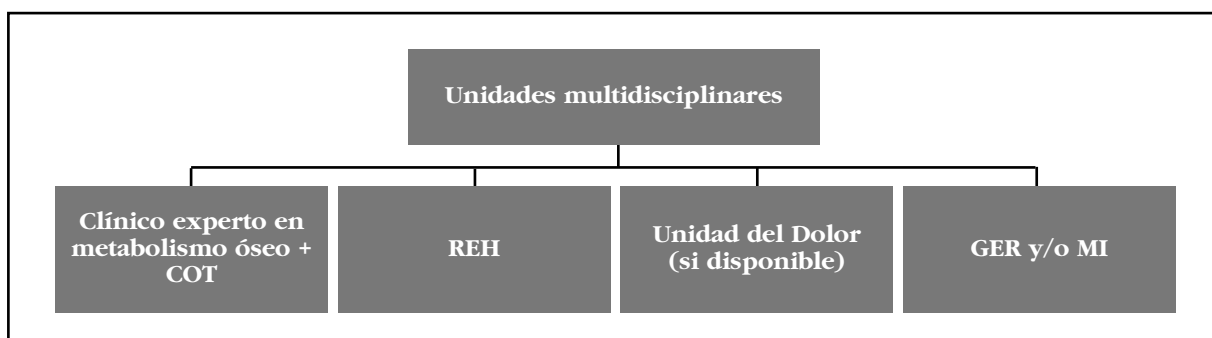 Unidades multidisciplinares
Clínico experto en
metabolismo óseo +
COT
REH
Unidad del Dolor
(si disponible)
GER y/o MI